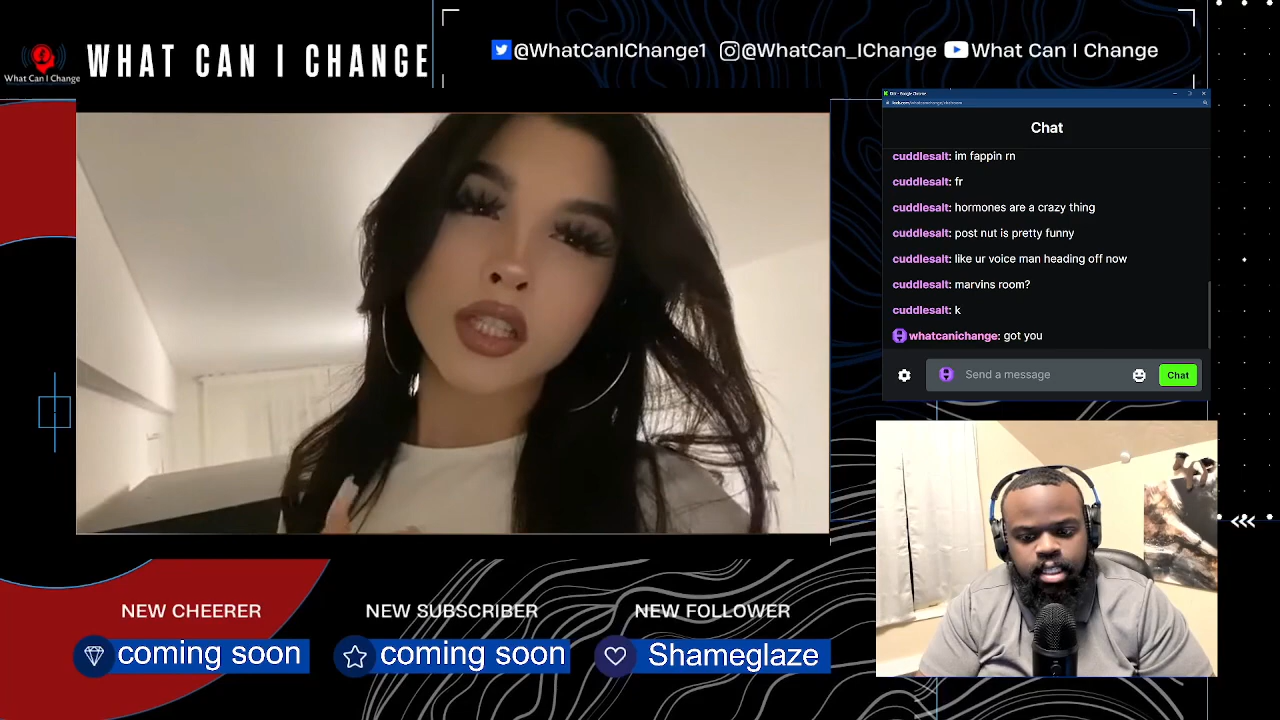 What Can I Change
WHAT CAN I CHANGE
@WhatCanIChange1 @WhatCan_IChange What Can I Change
Chat
cuddlesalt: im fappin rn
cuddlesalt: fr
cuddlesalt: hormones are a crazy thing
cuddlesalt: post nut is pretty funny
cuddlesalt: like ur voice man heading off now
cuddlesalt: marvins room?
cuddlesalt: k
whatcanichange: got you
Send a message
Chat
NEW CHEERER
coming soon
NEW SUBSCRIBER
coming soon
NEW FOLLOWER
Shameglaze